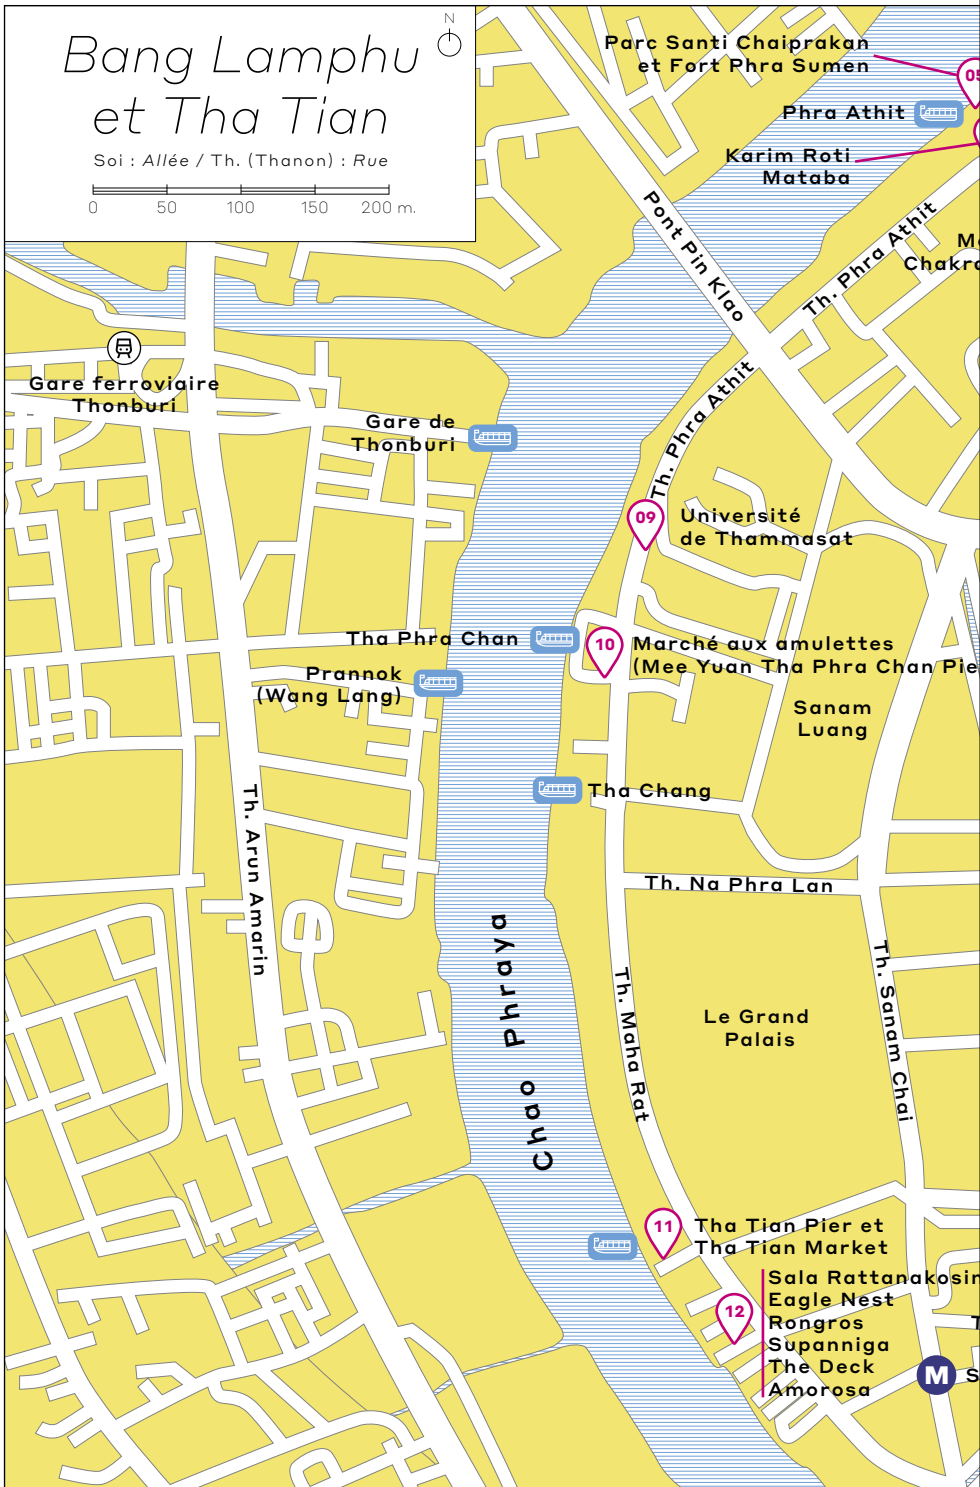 Bang Lamphu
et Tha Tian
Soi : Allée / Th. (Thanon) : Rue
0 50 100 150 200 m.
N
Parc Santi Chaiprakan
et Fort Phra Sumen
05
Phra Athit
Karim Roti
Mataba
Pont Pin Klao
Th. Phra Athit
Chakra
Gare ferroviaire
Thonburi
Gare de
Thonburi
Th. Phra Athit
09
Université
de Thammasat
Tha Phra Chan
10
Marché aux amulettes
(Mee Yuan Tha Phra Chan Pie
Prannok
(Wang Lang)
Sanam
Luang
Tha Chang
Th. Arun Amarin
Th. Na Phra Lan
Chao Phraya
Th. Maha Rat
Th. Sanam Chai
Le Grand
Palais
11
Tha Tian Pier et
Tha Tian Market
12
Sala Rattanakosin
Eagle Nest
Rongros
Supanniga
The Deck
Amorosa
T
M
S